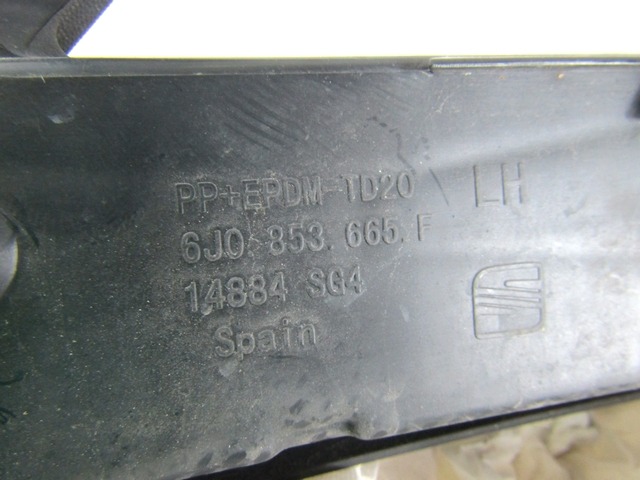 PP+EPDM-TD20 LH
6J0 853. 665. F
14884 SG4
Spain